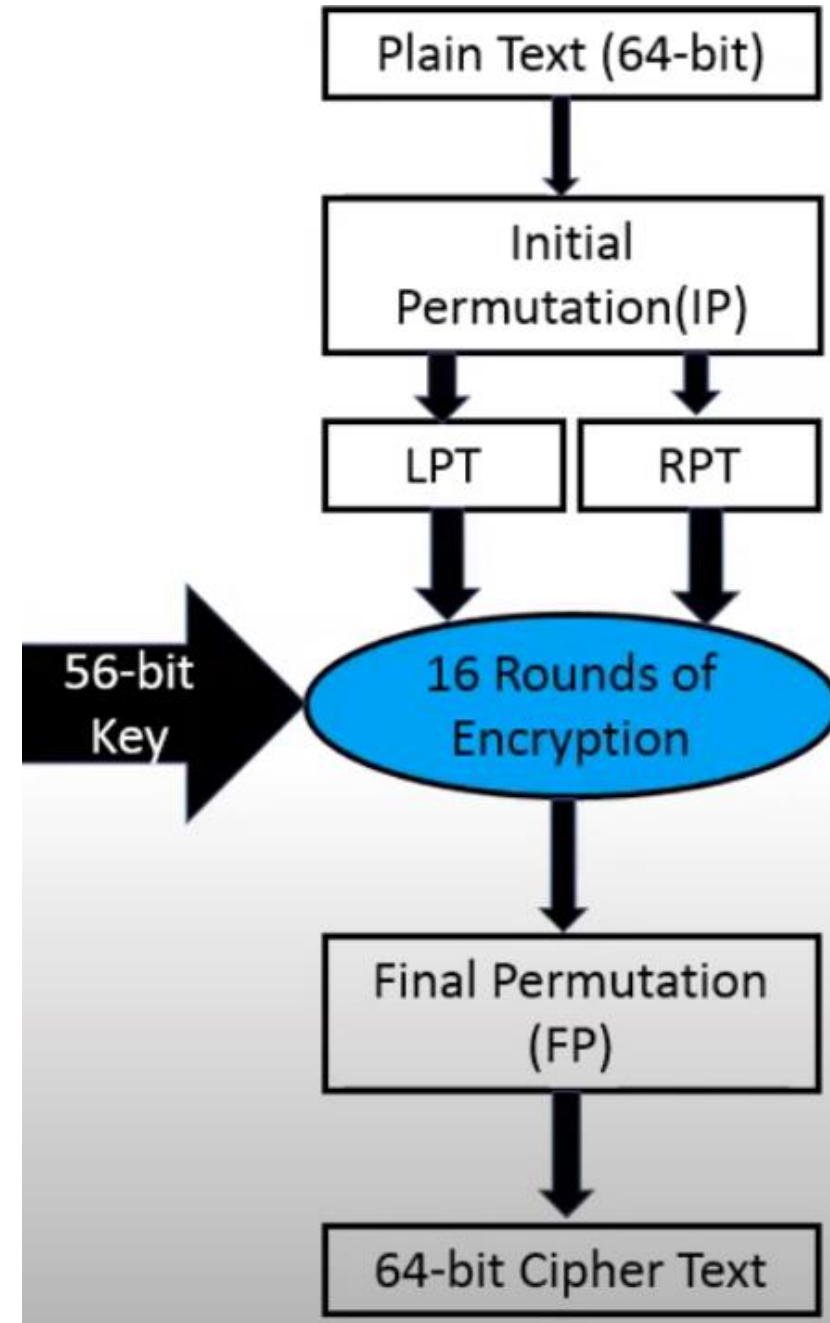 Plain Text (64-bit)
Initial
Permutation(IP)
LPT
RPT
56-bit
Key
16 Rounds of
Encryption
Final Permutation
(FP)
64-bit Cipher Text